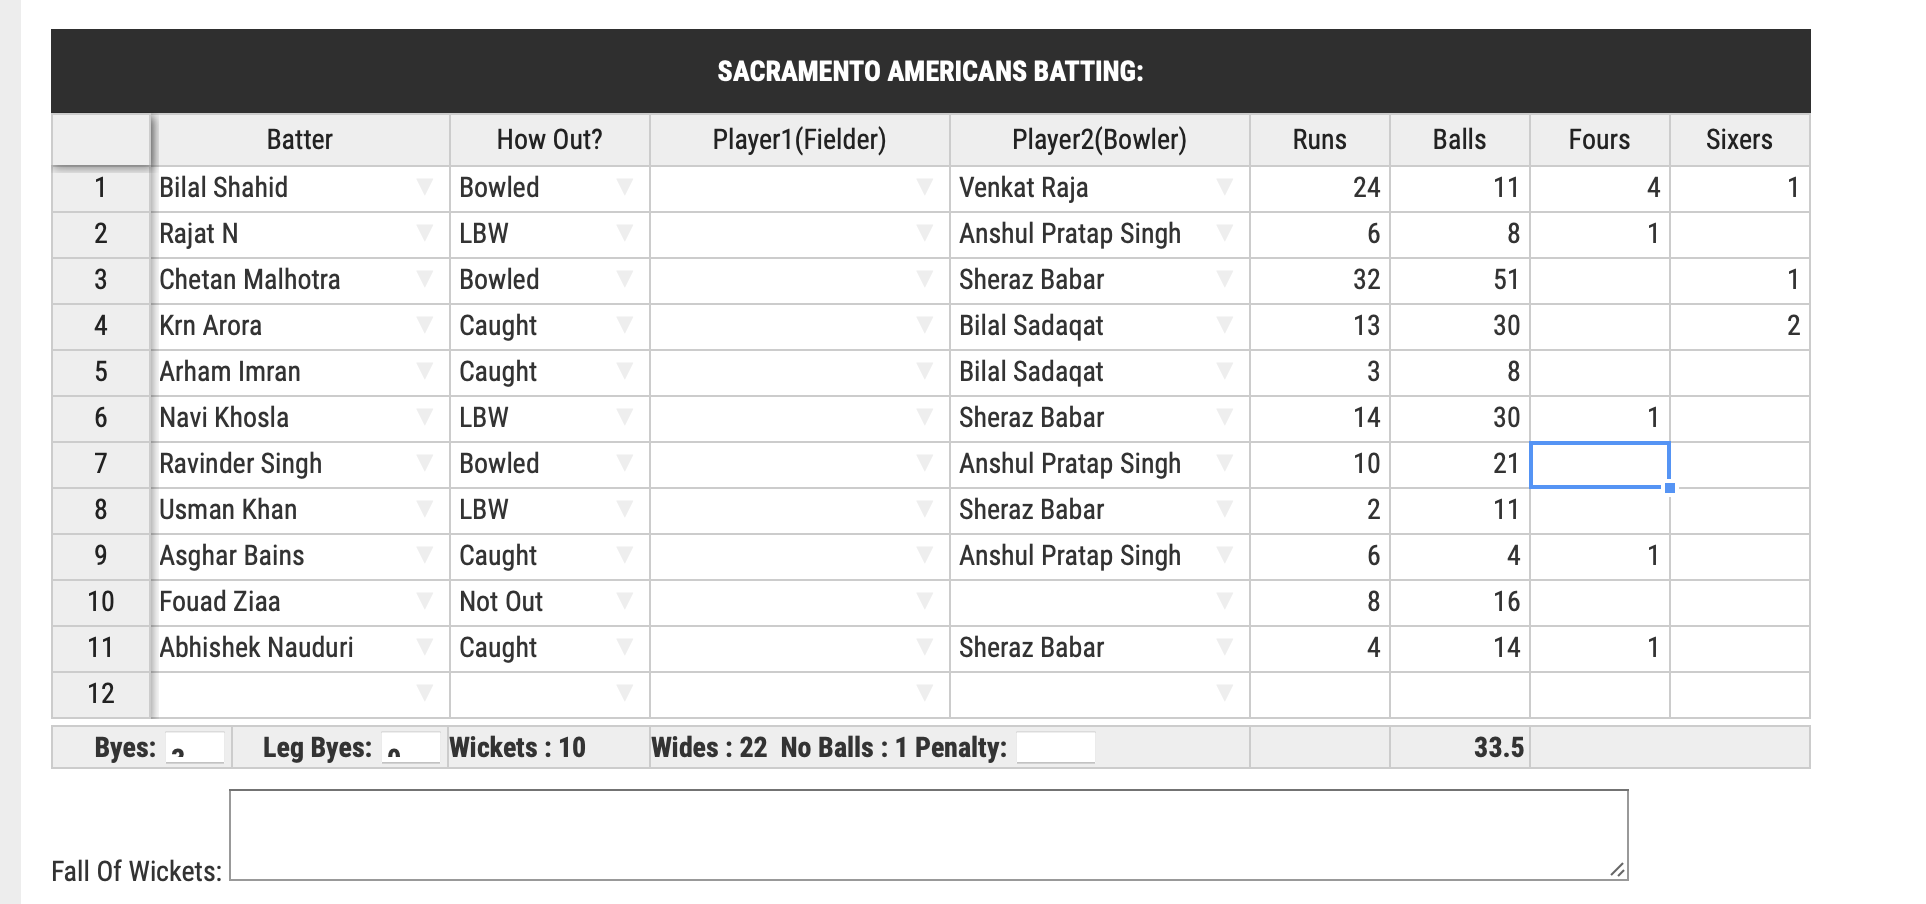 SACRAMENTO AMERICANS BATTING:
Batter How Out? Player1(Fielder) Player2(Bowler) Runs Balls Fours Sixers
1 Bilal Shahid Bowled Venkat Raja 24 11 4 1
2 Rajat N LBW Anshul Pratap Singh 6 8 1
3 Chetan Malhotra Bowled Sheraz Babar 32 51 1
4 Krn Arora Caught Bilal Sadaqat 13 30 2
5 Arham Imran Caught Bilal Sadaqat 3 8
6 Navi Khosla LBW Sheraz Babar 14 30 1
7 Ravinder Singh Bowled Anshul Pratap Singh 10 21
8 Usman Khan LBW Sheraz Babar 2 11
9 Asghar Bains Caught Anshul Pratap Singh 6 4 1
10 Fouad Ziaa Not Out 8 16
11 Abhishek Nauduri Caught Sheraz Babar 4 14 1
12
Byes: Leg Byes: Wickets : 10 Wides : 22 No Balls : 1 Penalty: 33.5
Fall Of Wickets: